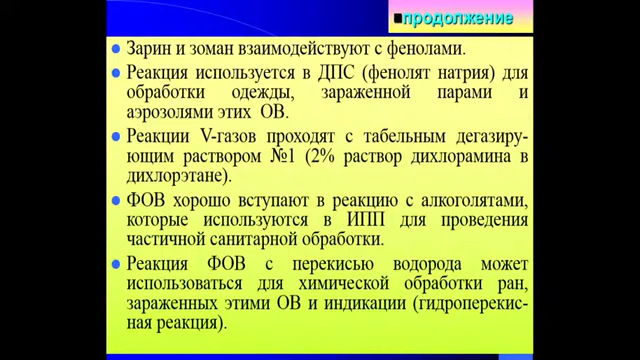 продолжение
Зарин и зоман взаимодействуют с фенолами.
Реакция используется в ДПС (фенолят натрия) для
обработки одежды, зараженной парами и
аэрозолями этих ОВ.
Реакции V-газов проходят с табельным дегазиру-
ющим раствором №1 (2% раствор дихлорамина в
дихлорэтане).
ФОВ хорошо вступают в реакцию с алкоголятами,
которые используются в ИПП для проведения
частичной санитарной обработки.
Реакция ФОВ с перекисью водорода может
использоваться для химической обработки ран,
зараженных этими ОВ и индикации (гидроперекис-
ная реакция).